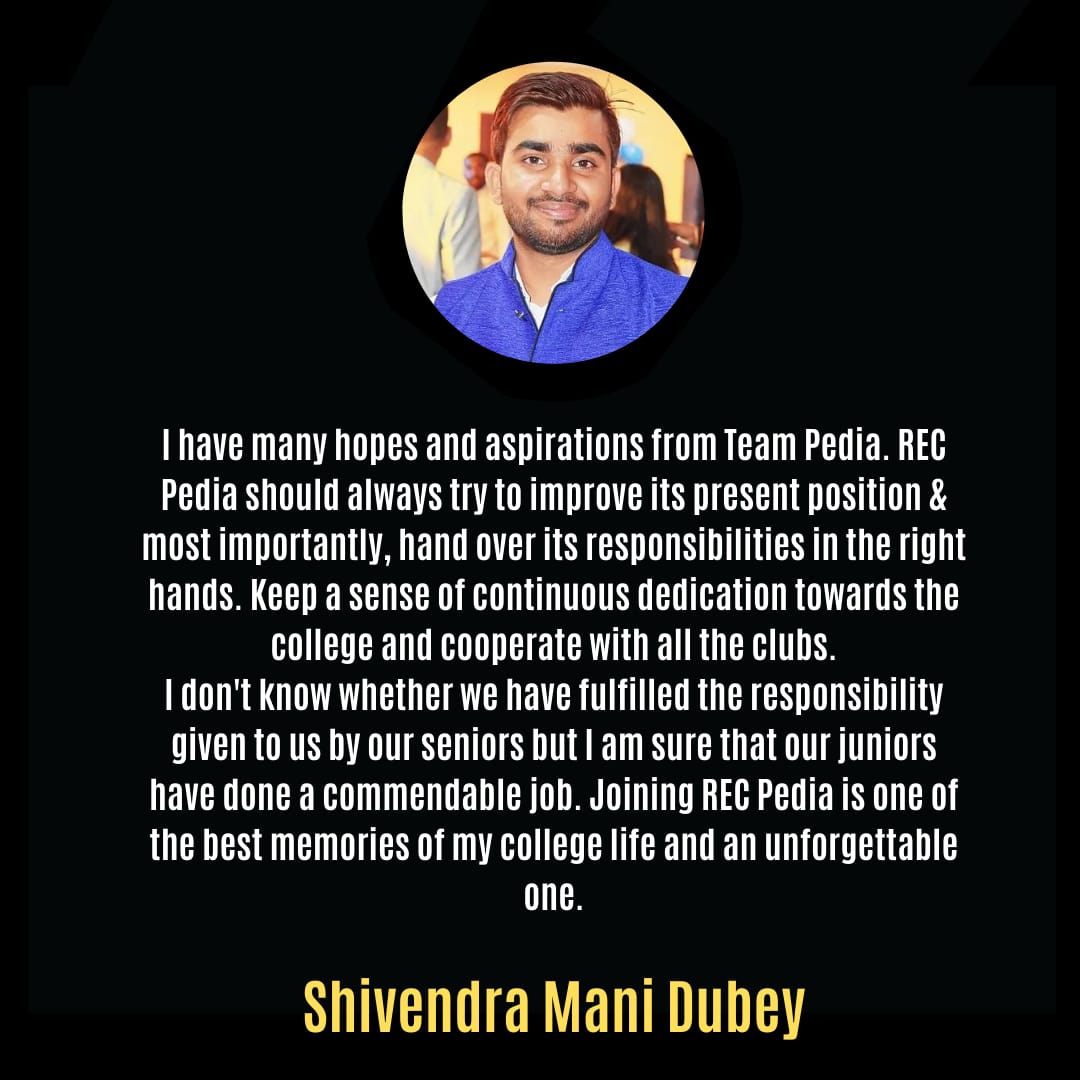 I have many hopes and aspirations from Team Pedia. REC
Pedia should always try to improve its present position &
most importantly, hand over its responsibilities in the right
hands. Keep a sense of continuous dedication towards the
college and cooperate with all the clubs.
I don't know whether we have fulfilled the responsibility
given to us by our seniors but I am sure that our juniors
have done a commendable job. Joining REC Pedia is one of
the best memories of my college life and an unforgettable
one.
Shivendra Mani Dubey